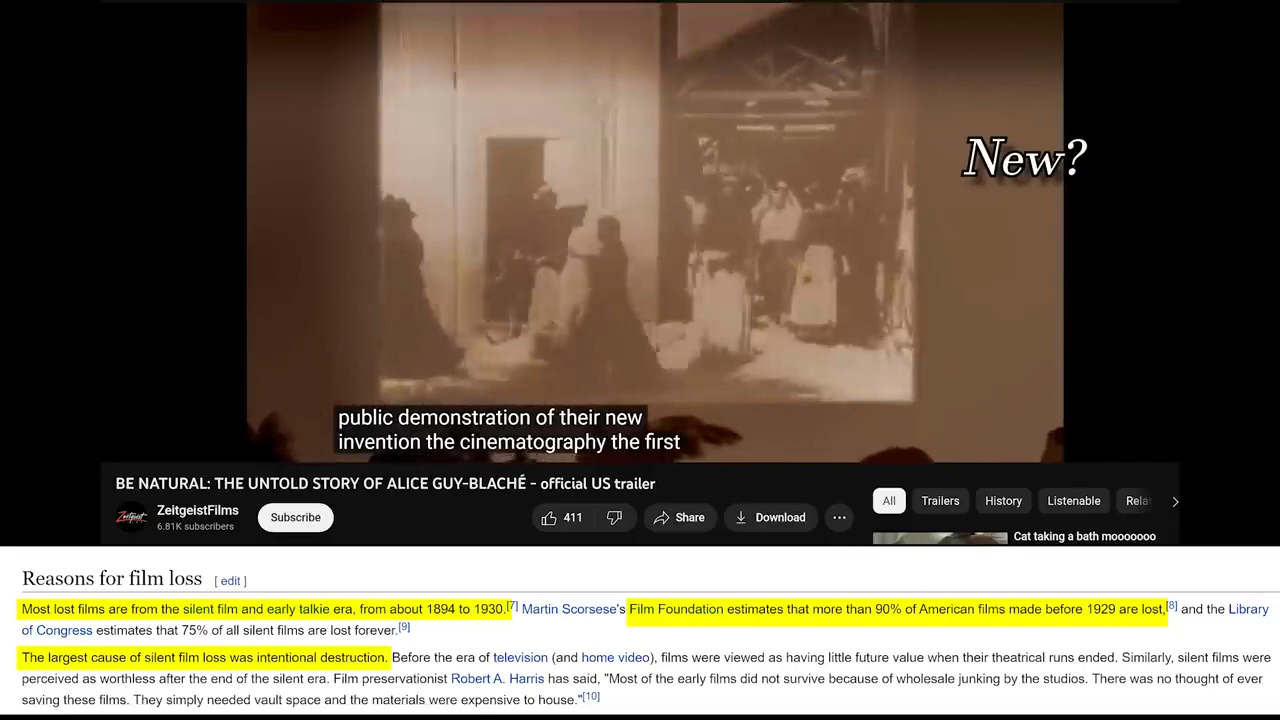 New?
public demonstration of their new
invention the cinematography the first
BE NATURAL: THE UNTOLD STORY OF ALICE GUY-BLACHÉ - official US trailer
Zeitgeist
ZeitgeistFilms
6.81K subscribers
Subscribe
411
Share
Download
...
All
Trailers
History
Listenable
Rela
Cat taking a bath mooooooo
Reasons for film loss [ edit ]
Most lost films are from the silent film and early talkie era, from about 1894 to 1930.[7] Martin Scorsese's Film Foundation estimates that more than 90% of American films made before 1929 are lost,[8] and the Library
of Congress estimates that 75% of all silent films are lost forever.[9]
The largest cause of silent film loss was intentional destruction. Before the era of television (and home video), films were viewed as having little future value when their theatrical runs ended. Similarly, silent films were
perceived as worthless after the end of the silent era. Film preservationist Robert A. Harris has said, "Most of the early films did not survive because of wholesale junking by the studios. There was no thought of ever
saving these films. They simply needed vault space and the materials were expensive to house."[10]